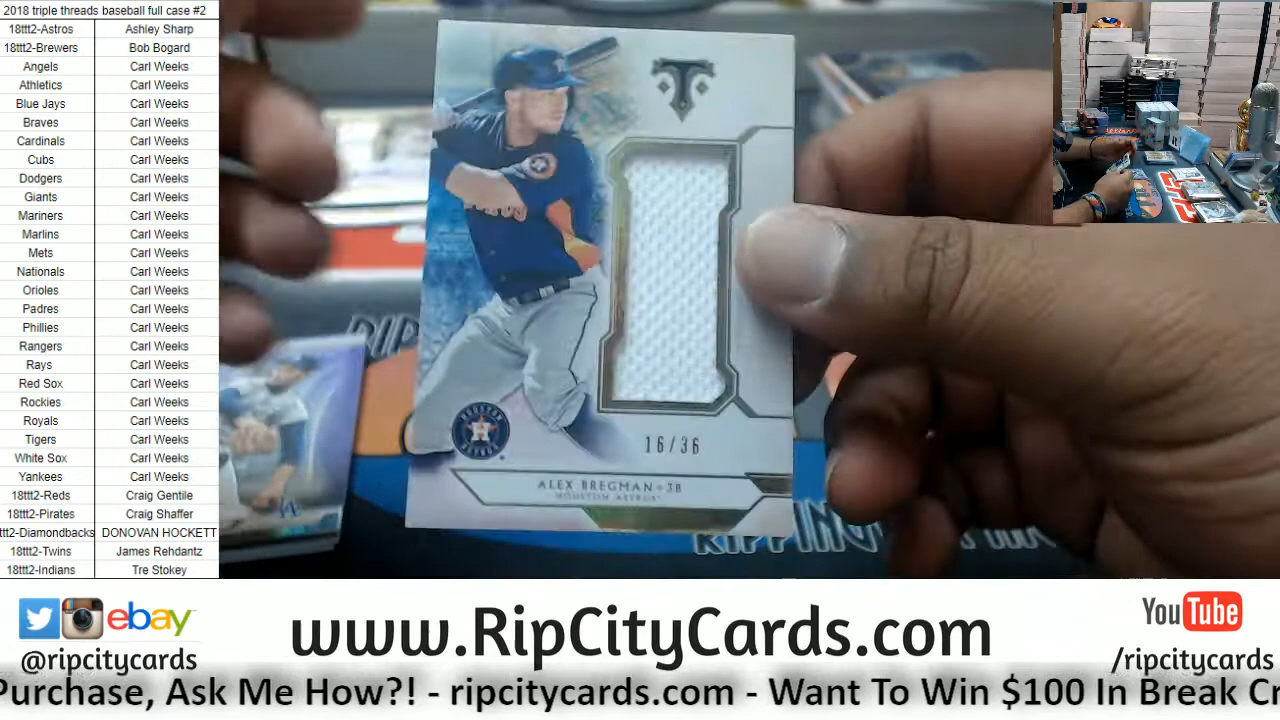 2018 triple threads baseball full case #2
18ttt2-Astros Ashley Sharp
18ttt2-Brewers Bob Bogard
Angels Carl Weeks
Athletics Carl Weeks
Blue Jays Carl Weeks
Braves Carl Weeks
Cardinals Carl Weeks
Cubs Carl Weeks
Dodgers Carl Weeks
Giants Carl Weeks
Mariners Carl Weeks
Marlins Carl Weeks
Mets Carl Weeks
Nationals Carl Weeks
Orioles Carl Weeks
Padres Carl Weeks
Phillies Carl Weeks
Rangers Carl Weeks
Rays Carl Weeks
Red Sox Carl Weeks
Rockies Carl Weeks
Royals Carl Weeks
Tigers Carl Weeks
White Sox Carl Weeks
Yankees Carl Weeks
18ttt2-Reds Craig Gentile
18ttt2-Pirates Craig Shaffer
ttt2-Diamondbacks DONOVAN HOCKETT
18ttt2-Twins James Rehdantz
18ttt2-Indians Tre Stokey
T
H
16/36
ALEX BREGMAN • 3B
HOUSTON ASTROS
RIP
RIPPING
LA
ebay
@ripcitycards
www.RipCityCards.com
YouTube
/ripcitycards
Purchase, Ask Me How?! - ripcitycards.com - Want To Win $100 In Break Cr